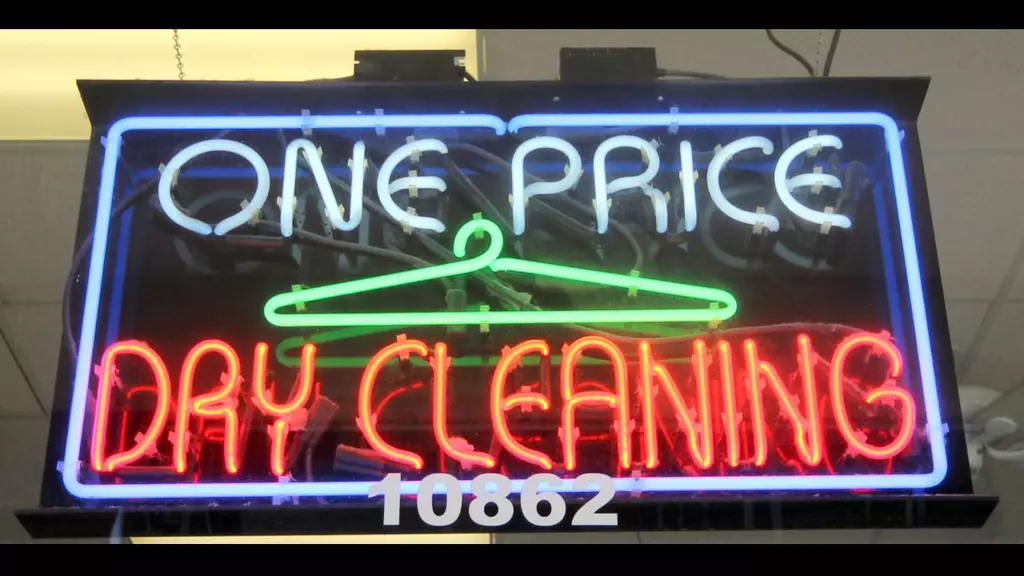 ONE PRICE
DRY CLEANING
10862